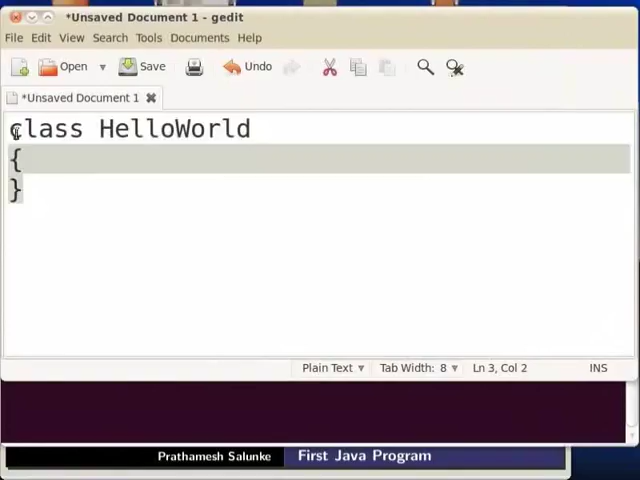 *Unsaved Document 1 - gedit
File Edit View Search Tools Documents Help
Open Save Undo
*Unsaved Document 1
class HelloWorld
{
}
Plain Text Tab Width: 8 Ln 3, Col 2 INS
Prathamesh Salunke First Java Program